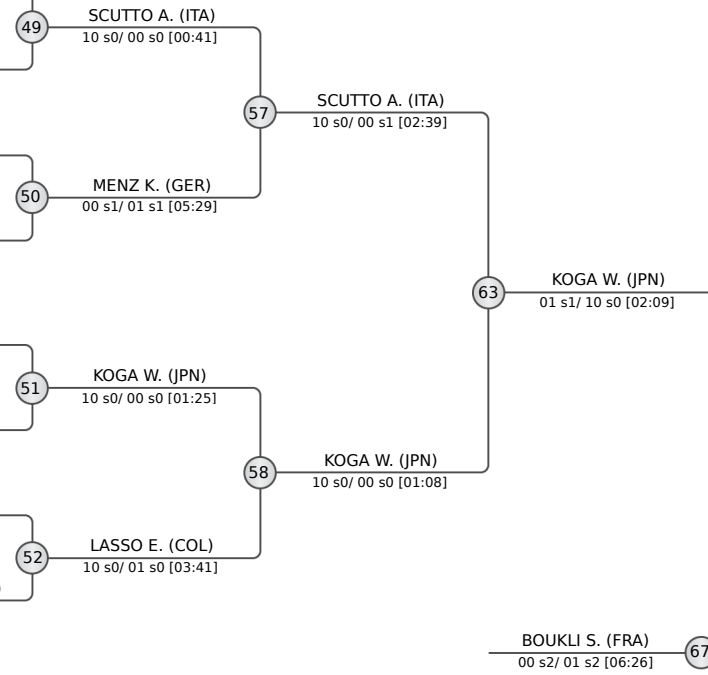 49
SCUTTO A. (ITA)
10 s0/ 00 s0 [00:41]
57
SCUTTO A. (ITA)
10 s0/ 00 s1 [02:39]
50
MENZ K. (GER)
00 s1/ 01 s1 [05:29]
63
KOGA W. (JPN)
01 s1/ 10 s0 [02:09]
51
KOGA W. (JPN)
10 s0/ 00 s0 [01:25]
58
KOGA W. (JPN)
10 s0/ 00 s0 [01:08]
52
LASSO E. (COL)
10 s0/ 01 s0 [03:41]
BOUKLI S. (FRA)
00 s2/ 01 s2 [06:26]
67